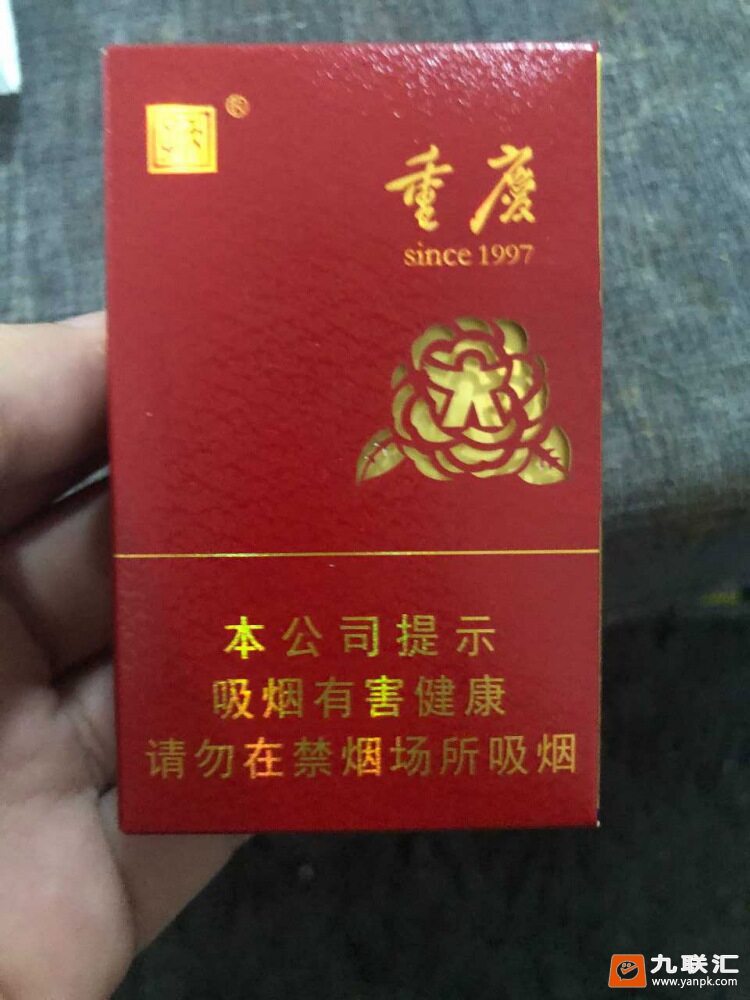 ®
重慶
since 1997
本公司提示
吸烟有害健康
请勿在禁烟场所吸烟
九联汇
www.yanpk.com